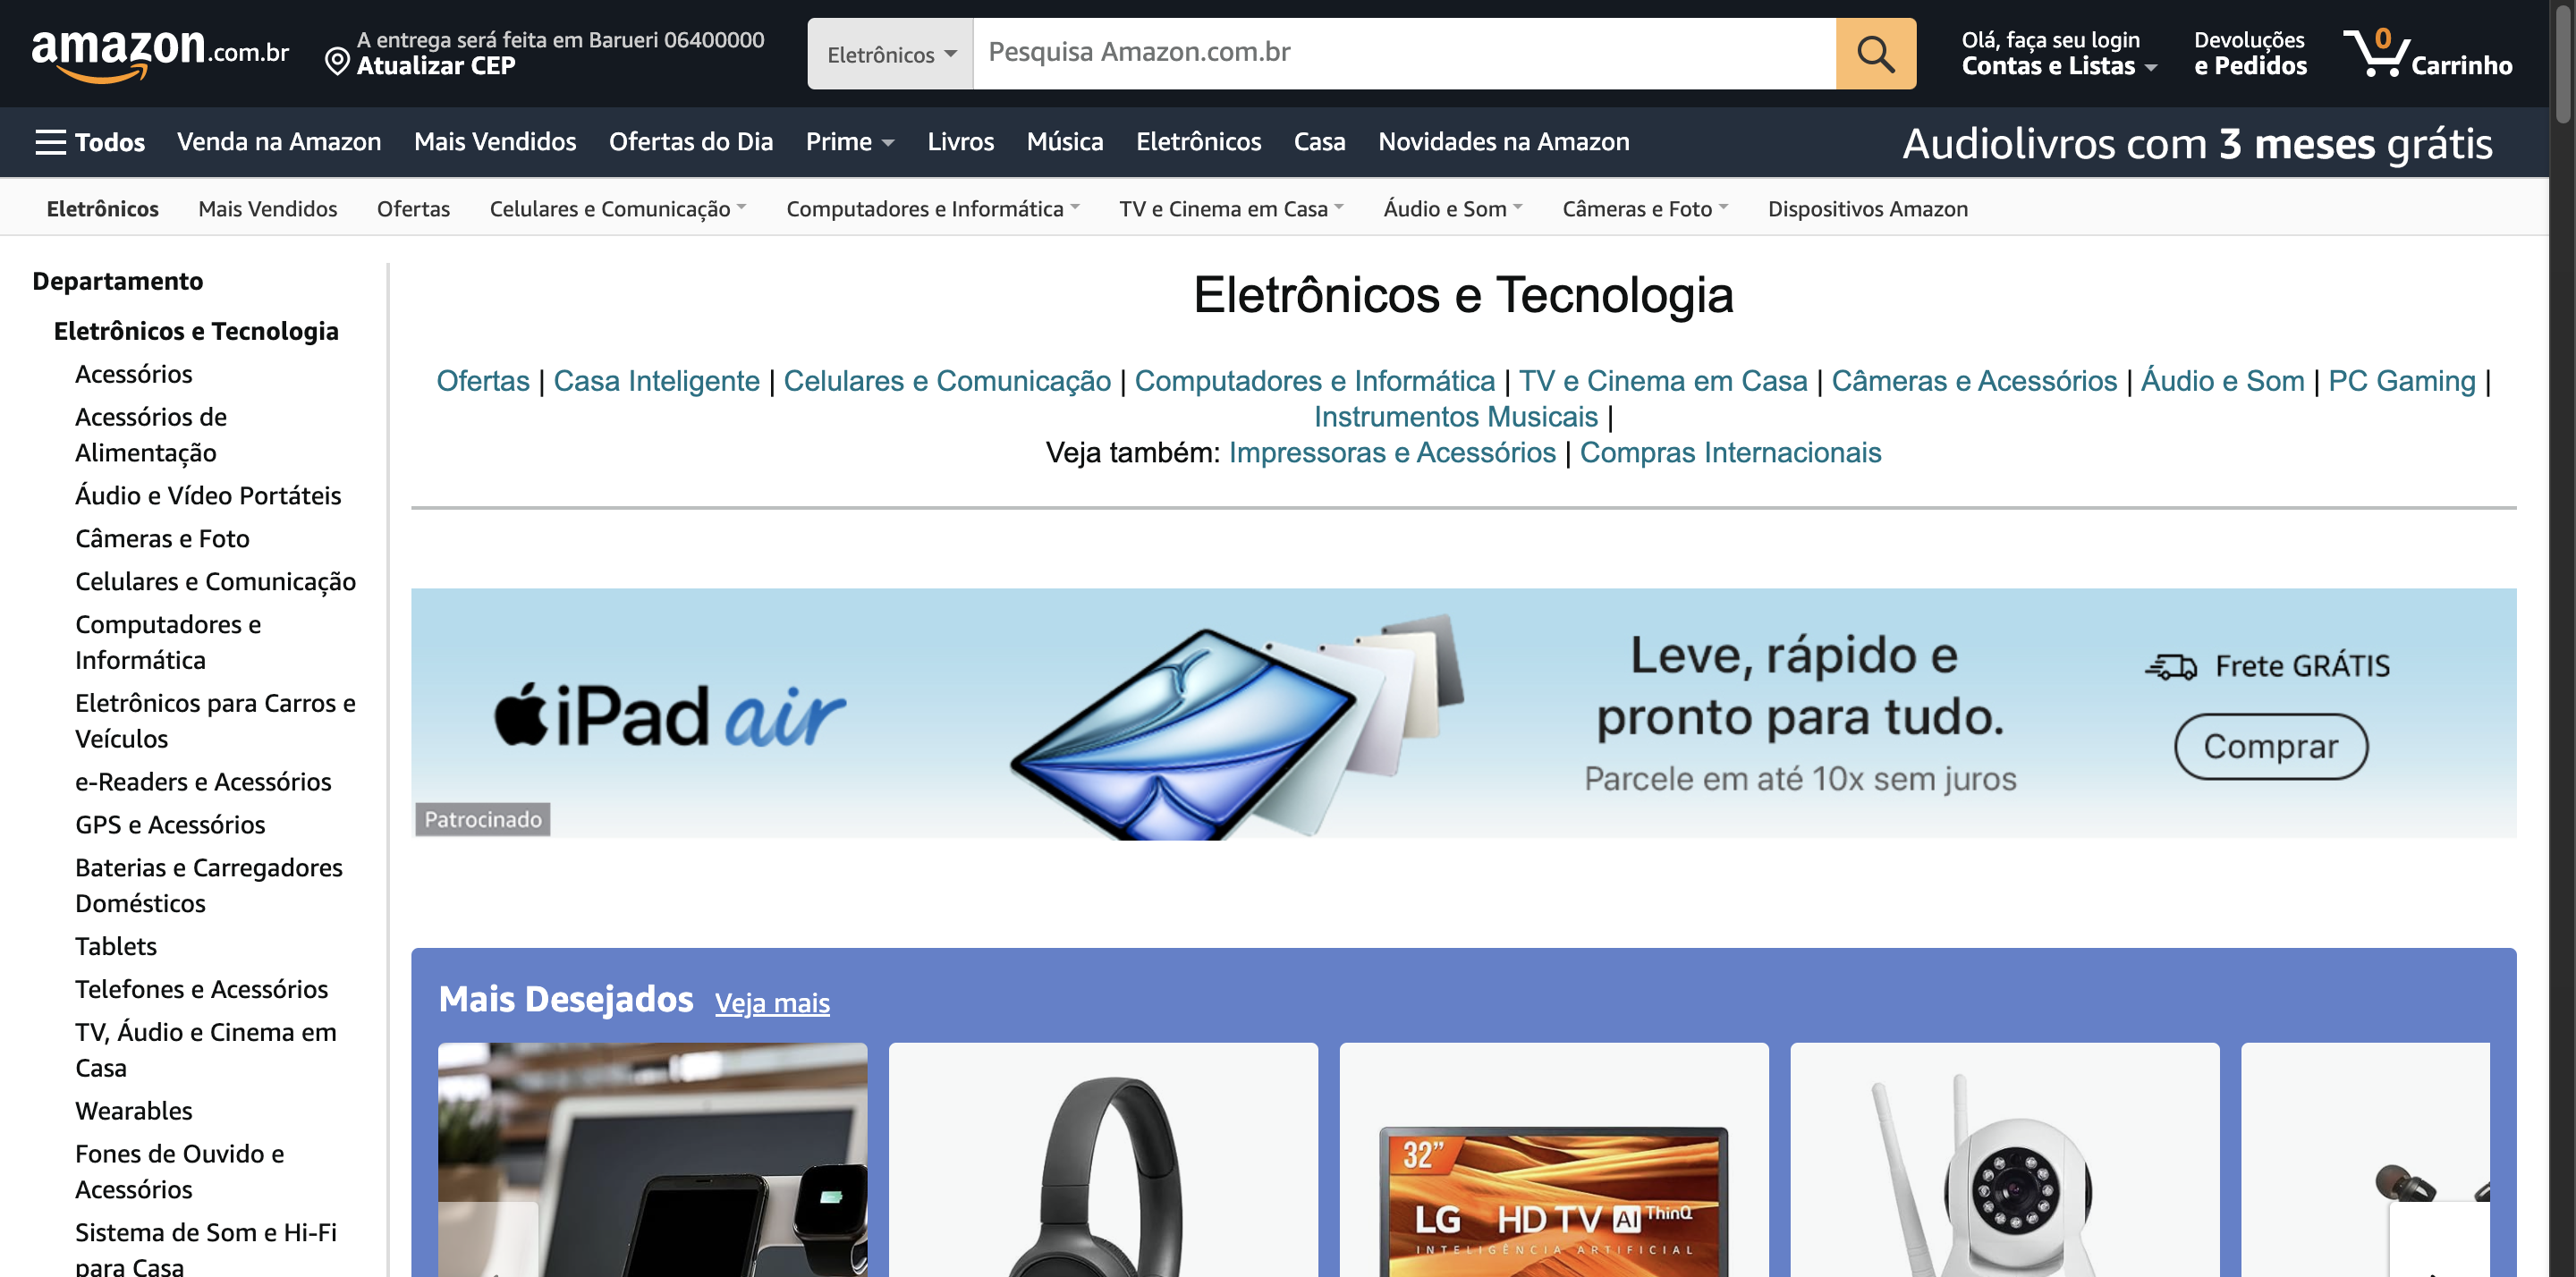 amazon.com.br
A entrega será feita em Barueri 06400000
Atualizar CEP
Eletrônicos
Pesquisa Amazon.com.br
Olá, faça seu login
Contas e Listas
Devoluções
e Pedidos
0
Carrinho
Todos
Venda na Amazon
Mais Vendidos
Ofertas do Dia
Prime
Livros
Música
Eletrônicos
Casa
Novidades na Amazon
Audiolivros com 3 meses grátis
Eletrônicos
Mais Vendidos
Ofertas
Celulares e Comunicação
Computadores e Informática
TV e Cinema em Casa
Áudio e Som
Câmeras e Foto
Dispositivos Amazon
Departamento
Eletrônicos e Tecnologia
Acessórios
Acessórios de
Alimentação
Áudio e Vídeo Portáteis
Câmeras e Foto
Celulares e Comunicação
Computadores e
Informática
Eletrônicos para Carros e
Veículos
e-Readers e Acessórios
GPS e Acessórios
Baterias e Carregadores
Domésticos
Tablets
Telefones e Acessórios
TV, Áudio e Cinema em
Casa
Wearables
Fones de Ouvido e
Acessórios
Sistema de Som e Hi-Fi
para Casa
Eletrônicos e Tecnologia
Ofertas | Casa Inteligente | Celulares e Comunicação | Computadores e Informática | TV e Cinema em Casa | Câmeras e Acessórios | Áudio e Som | PC Gaming |
Instrumentos Musicais |
Veja também: Impressoras e Acessórios | Compras Internacionais
iPad air
Leve, rápido e
pronto para tudo.
Parcele em até 10x sem juros
Frete GRÁTIS
Comprar
Patrocinado
Mais Desejados Veja mais
32”
LG HD TV AI ThinQ
INTELIGÊNCIA ARTIFICIAL